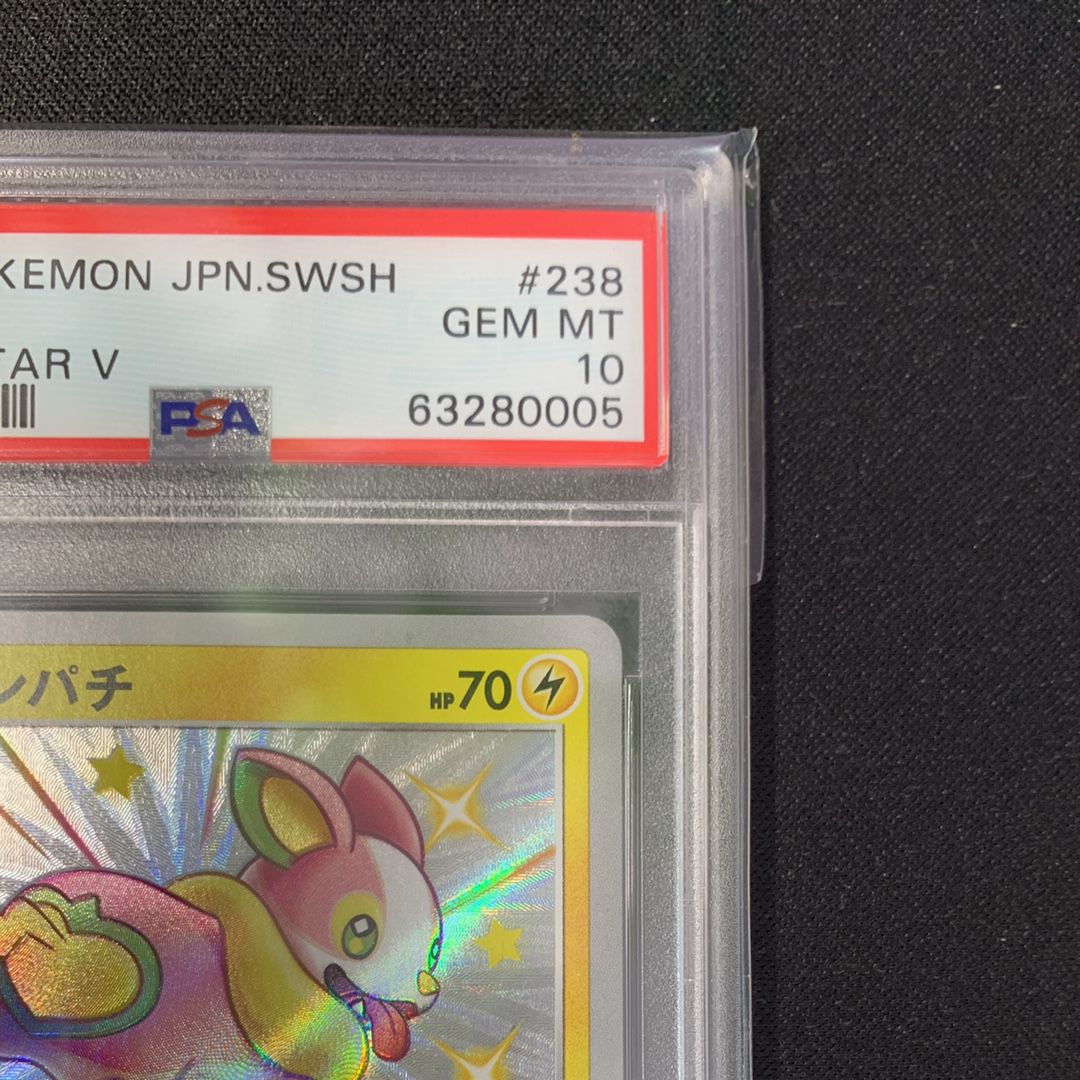 KEMON JPN.SWSH #238
GEM MT
TAR V 10
PSA 63280005
ンパチ HP70